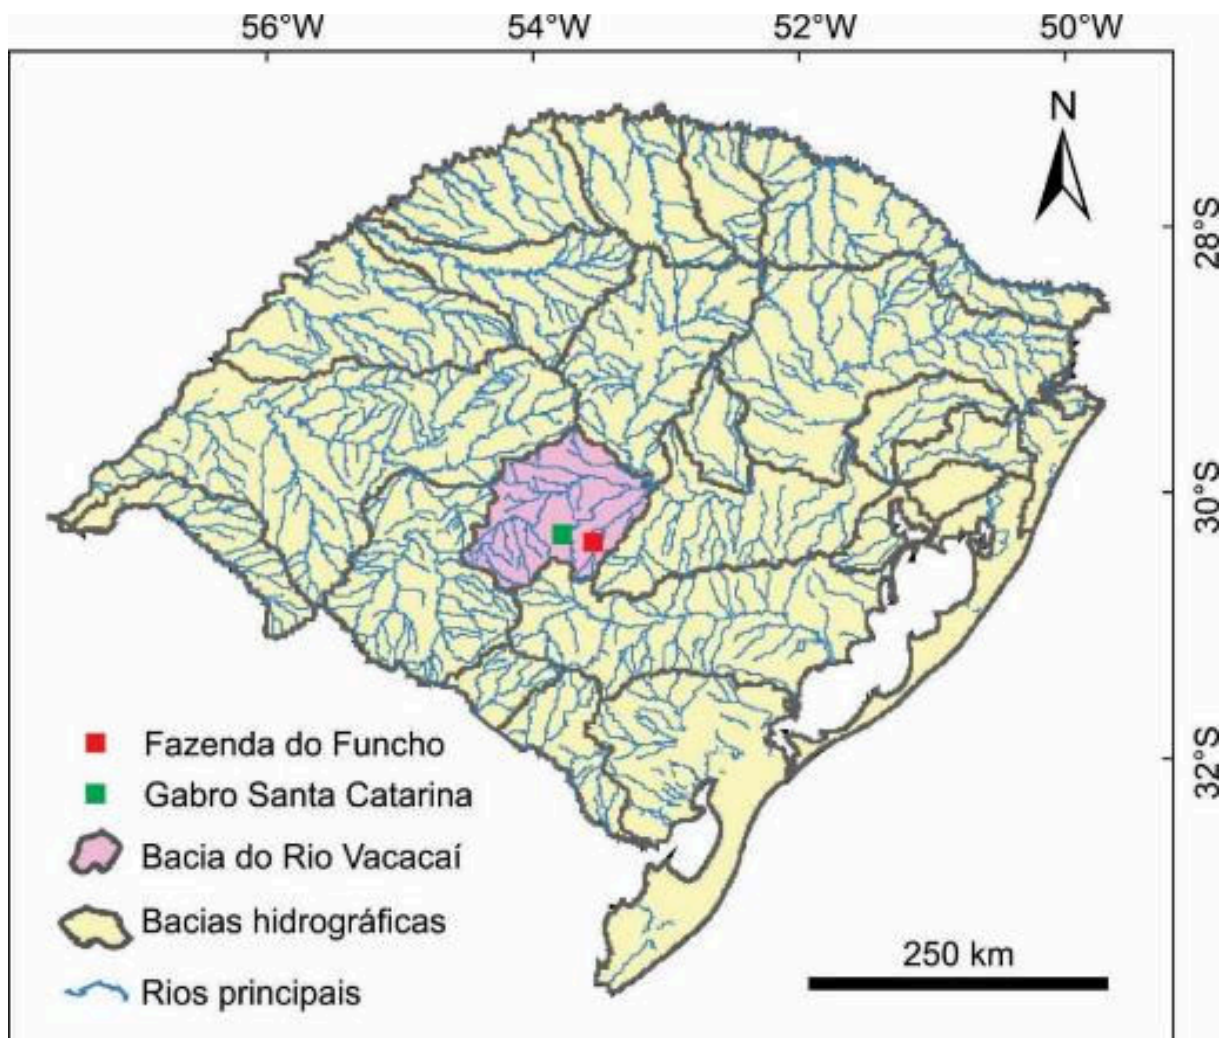 56°W 54°W 52°W 50°W
N
28°S
30°S
32°S
Fazenda do Funcho
Gabro Santa Catarina
Bacia do Rio Vacacaí
Bacias hidrográficas
Rios principais
250 km